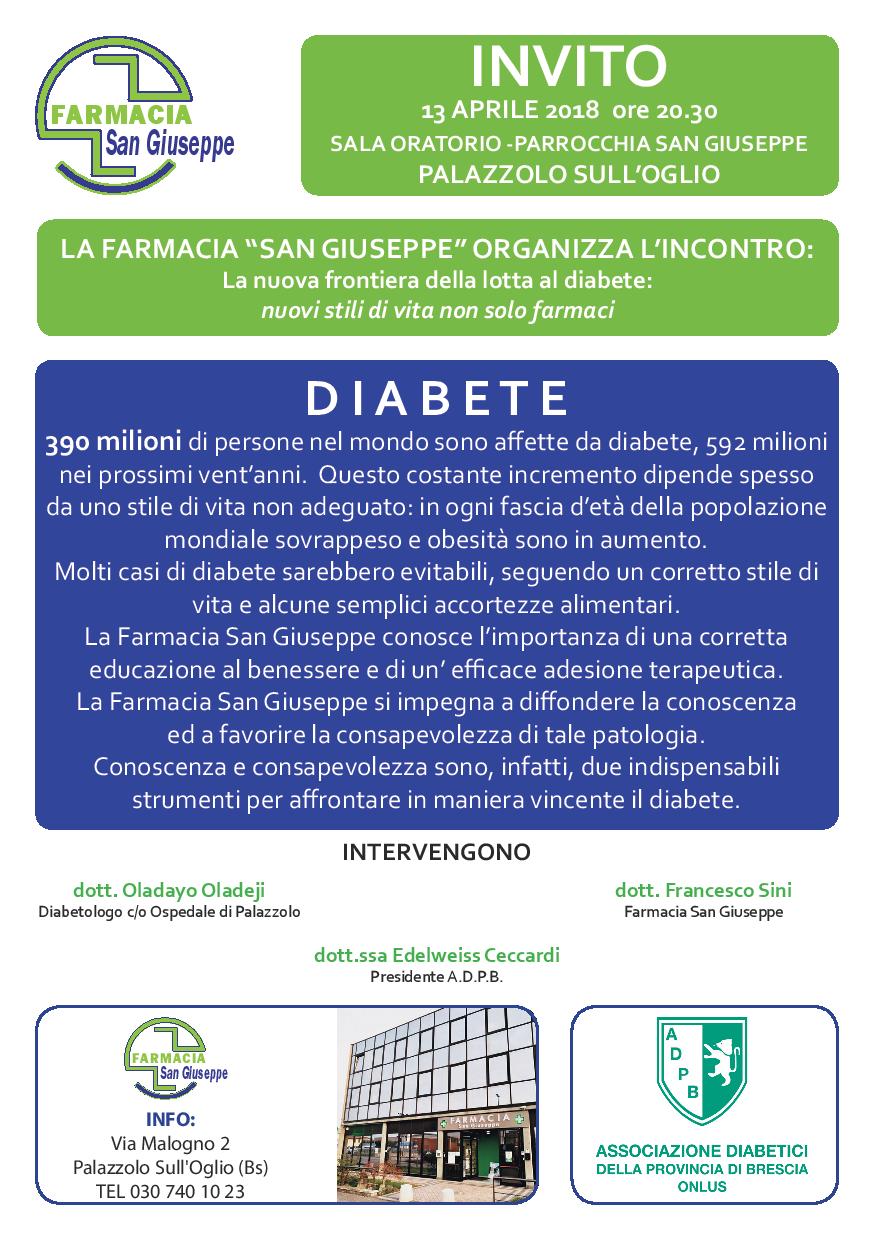 FARMACIA
San Giuseppe
INVITO
13 APRILE 2018 ore 20.30
SALA ORATORIO -PARROCCHIA SAN GIUSEPPE
PALAZZOLO SULL'OGLIO
LA FARMACIA "SAN GIUSEPPE" ORGANIZZA L'INCONTRO:
La nuova frontiera della lotta al diabete:
nuovi stili di vita non solo farmaci
DIABETE
390 milioni di persone nel mondo sono affette da diabete, 592 milioni
nei prossimi vent'anni. Questo costante incremento dipende spesso
da uno stile di vita non adeguato: in ogni fascia d'età della popolazione
mondiale sovrappeso e obesità sono in aumento.
Molti casi di diabete sarebbero evitabili, seguendo un corretto stile di
vita e alcune semplici accortezze alimentari.
La Farmacia San Giuseppe conosce l'importanza di una corretta
educazione al benessere e di un' efficace adesione terapeutica.
La Farmacia San Giuseppe si impegna a diffondere la conoscenza
ed a favorire la consapevolezza di tale patologia.
Conoscenza e consapevolezza sono, infatti, due indispensabili
strumenti per affrontare in maniera vincente il diabete.
INTERVENGONO
dott. Oladayo Oladeji
Diabetologo c/o Ospedale di Palazzolo
dott. Francesco Sini
Farmacia San Giuseppe
dott.ssa Edelweiss Ceccardi
Presidente A.D.P.B.
FARMACIA
San Giuseppe
INFO:
Via Malogno 2
Palazzolo Sull'Oglio (Bs)
TEL 030 740 10 23
FARMACIA
San Giuseppe
A
D
P
B
ASSOCIAZIONE DIABETICI
DELLA PROVINCIA DI BRESCIA
ONLUS